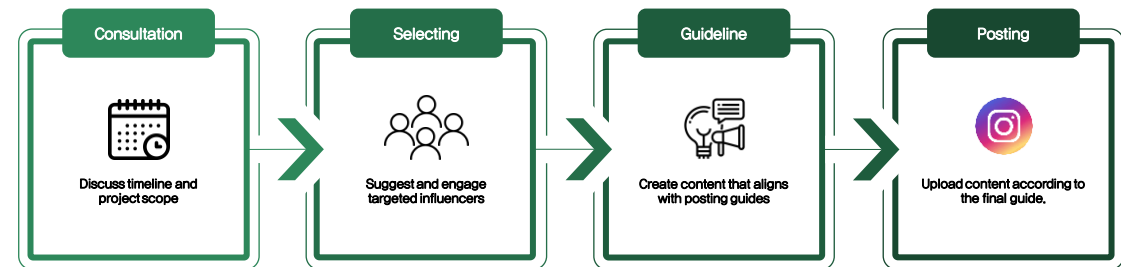 Consultation
Discuss timeline and
project scope
Selecting
Suggest and engage
targeted influencers
Guideline
Create content that aligns
with posting guides
Posting
Upload content according to
the final guide.